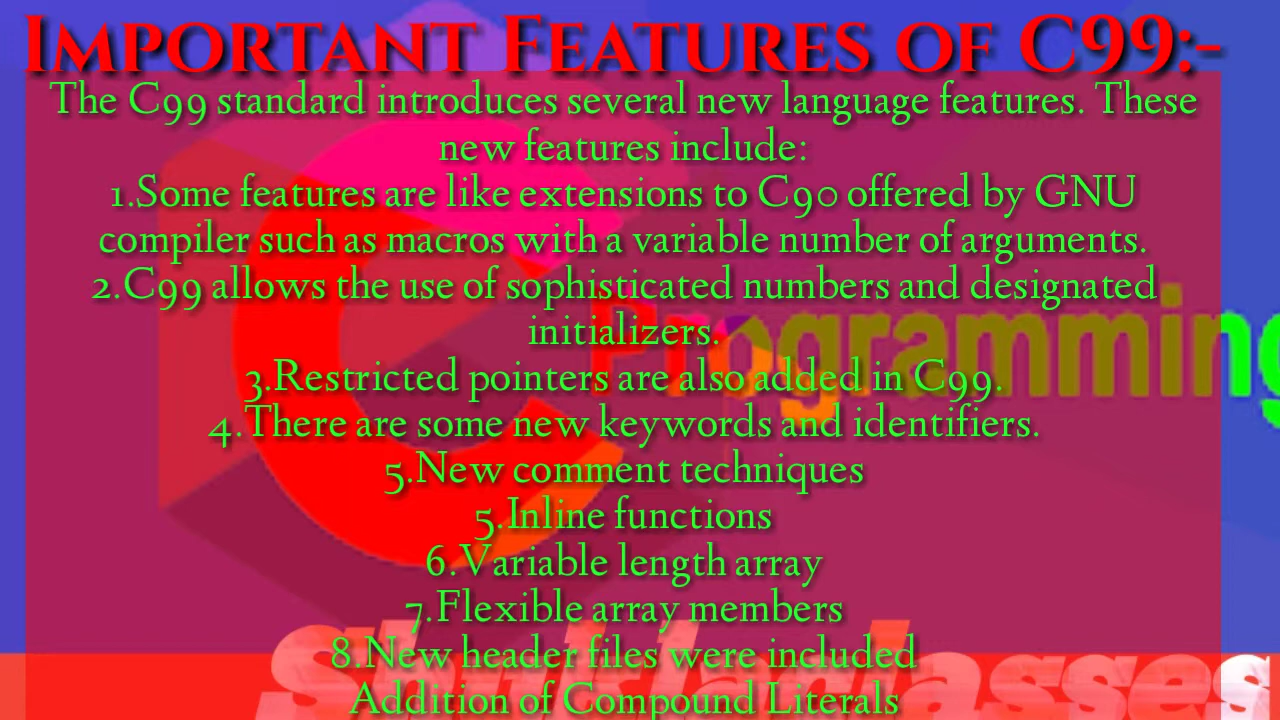 Important Features of C99:-
The C99 standard introduces several new language features. These
new features include:
1.Some features are like extensions to C90 offered by GNU
compiler such as macros with a variable number of arguments.
2.C99 allows the use of sophisticated numbers and designated
initializers.
3.Restricted pointers are also added in C99.
4.There are some new keywords and identifiers.
5.New comment techniques
5.Inline functions
6.Variable length array
7.Flexible array members
8.New header files were included
Addition of Compound Literals
Programming